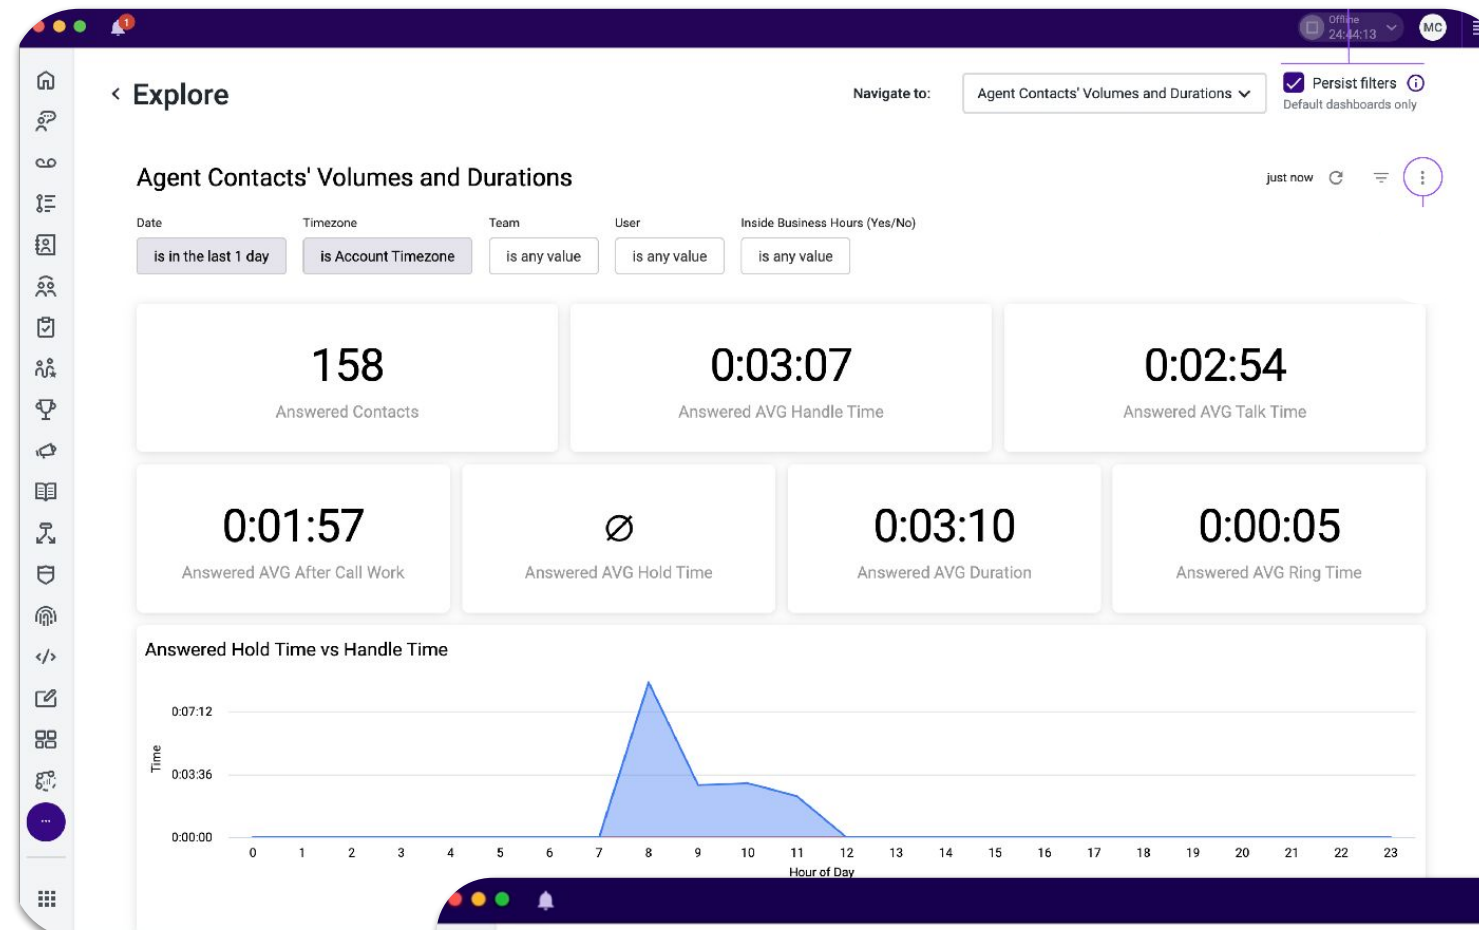 1
Offline
24:44:13
MC
Explore
Navigate to:
Agent Contacts' Volumes and Durations
Persist filters
Default dashboards only
Agent Contacts' Volumes and Durations
just now
Date
Timezone
Team
User
Inside Business Hours (Yes/No)
is in the last 1 day
is Account Timezone
is any value
is any value
is any value
158
Answered Contacts
0:03:07
Answered AVG Handle Time
0:02:54
Answered AVG Talk Time
0:01:57
Answered AVG After Call Work
Ø
Answered AVG Hold Time
0:03:10
Answered AVG Duration
0:00:05
Answered AVG Ring Time
Answered Hold Time vs Handle Time
0:07:12
Time
0:03:36
0:00:00
0 1 2 3 4 5 6 7 8 9 10 11 12 13 14 15 16 17 18 19 20 21 22 23
Hour of Day